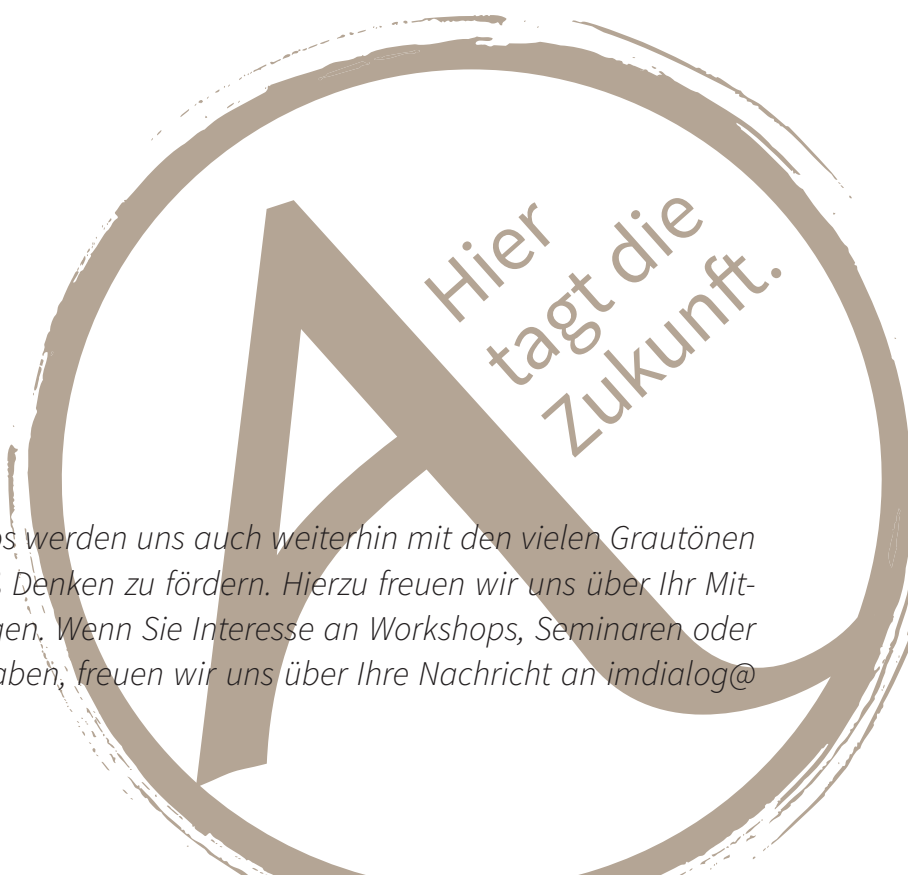 Hier
tagt die
Zukunft.
werden uns auch weiterhin mit den vielen Grautönen
Denken zu fördern. Hierzu freuen wir uns über Ihr Mit-
Wenn Sie Interesse an Workshops, Seminaren oder
freuen wir uns über Ihre Nachricht an imdialog@